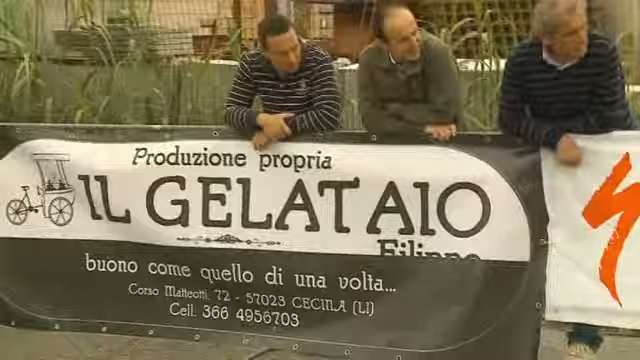 Produzione propria
IL GELATAIO
Filippo
buono come quello di una volta...
Corso Matteotti, 72 - 57023 CECINA (LI)
Cell. 366 4956703